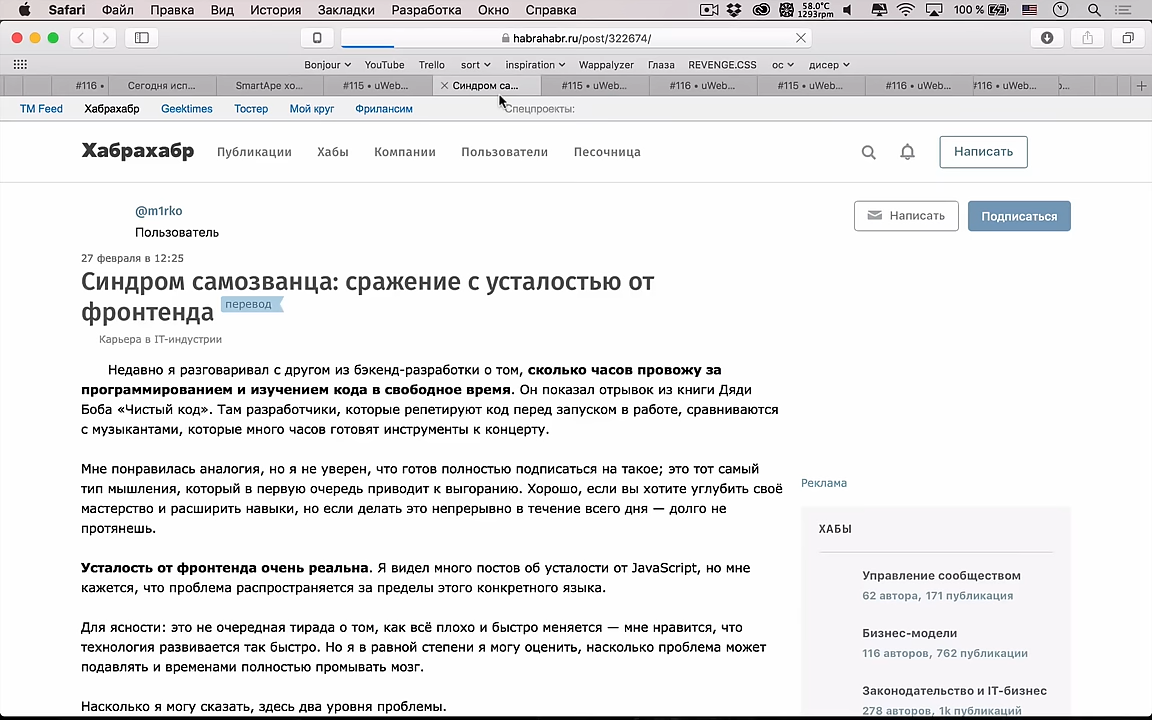 Safari Файл Правка Вид История Закладки Разработка Окно Справка 58.0°C 1293rpm 100 %
habrahabr.ru/post/322674/
Bonjour YouTube Trello sort inspiration Wappalyzer Глаза REVENGE.CSS ос дисер
#116 • Сегодня исп... SmartApe хо... #115 • uWeb... Синдром са... #115 • uWeb... #116 • uWeb... #115 • uWeb... #116 • uWeb... #116 • uWeb...
TM Feed Хабрахабр Geektimes Тостер Мой круг Фрилансим Спецпроекты:
Хабрахабр Публикации Хабы Компании Пользователи Песочница Написать
@m1rko
Пользователь
Написать Подписаться
27 февраля в 12:25
Синдром самозванца: сражение с усталостью от
фронтенда перевод
Карьера в IT-индустрии
Недавно я разговаривал с другом из бэкенд-разработки о том, сколько часов провожу за
программированием и изучением кода в свободное время. Он показал отрывок из книги Дяди
Боба «Чистый код». Там разработчики, которые репетируют код перед запуском в работе, сравниваются
с музыкантами, которые много часов готовят инструменты к концерту.
Мне понравилась аналогия, но я не уверен, что готов полностью подписаться на такое; это тот самый
тип мышления, который в первую очередь приводит к выгоранию. Хорошо, если вы хотите углубить своё
мастерство и расширить навыки, но если делать это непрерывно в течение всего дня — долго не
протянешь.
Усталость от фронтенда очень реальна. Я видел много постов об усталости от JavaScript, но мне
кажется, что проблема распространяется за пределы этого конкретного языка.
Для ясности: это не очередная тирада о том, как всё плохо и быстро меняется — мне нравится, что
технология развивается так быстро. Но я в равной степени я могу оценить, насколько проблема может
подавлять и временами полностью промывать мозг.
Насколько я могу сказать, здесь два уровня проблемы.
Реклама
ХАБЫ
Управление сообществом
62 автора, 171 публикация
Бизнес-модели
116 авторов, 762 публикации
Законодательство и IT-бизнес
278 авторов, 1k публикаций